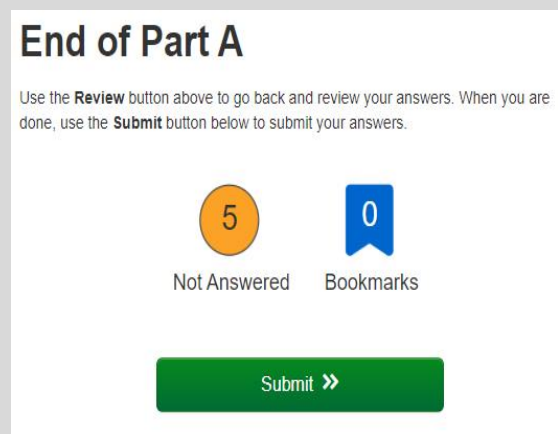 End of Part A
Use the Review button above to go back and review your answers. When you are
done, use the Submit button below to submit your answers.
5 0
Not Answered Bookmarks
Submit »